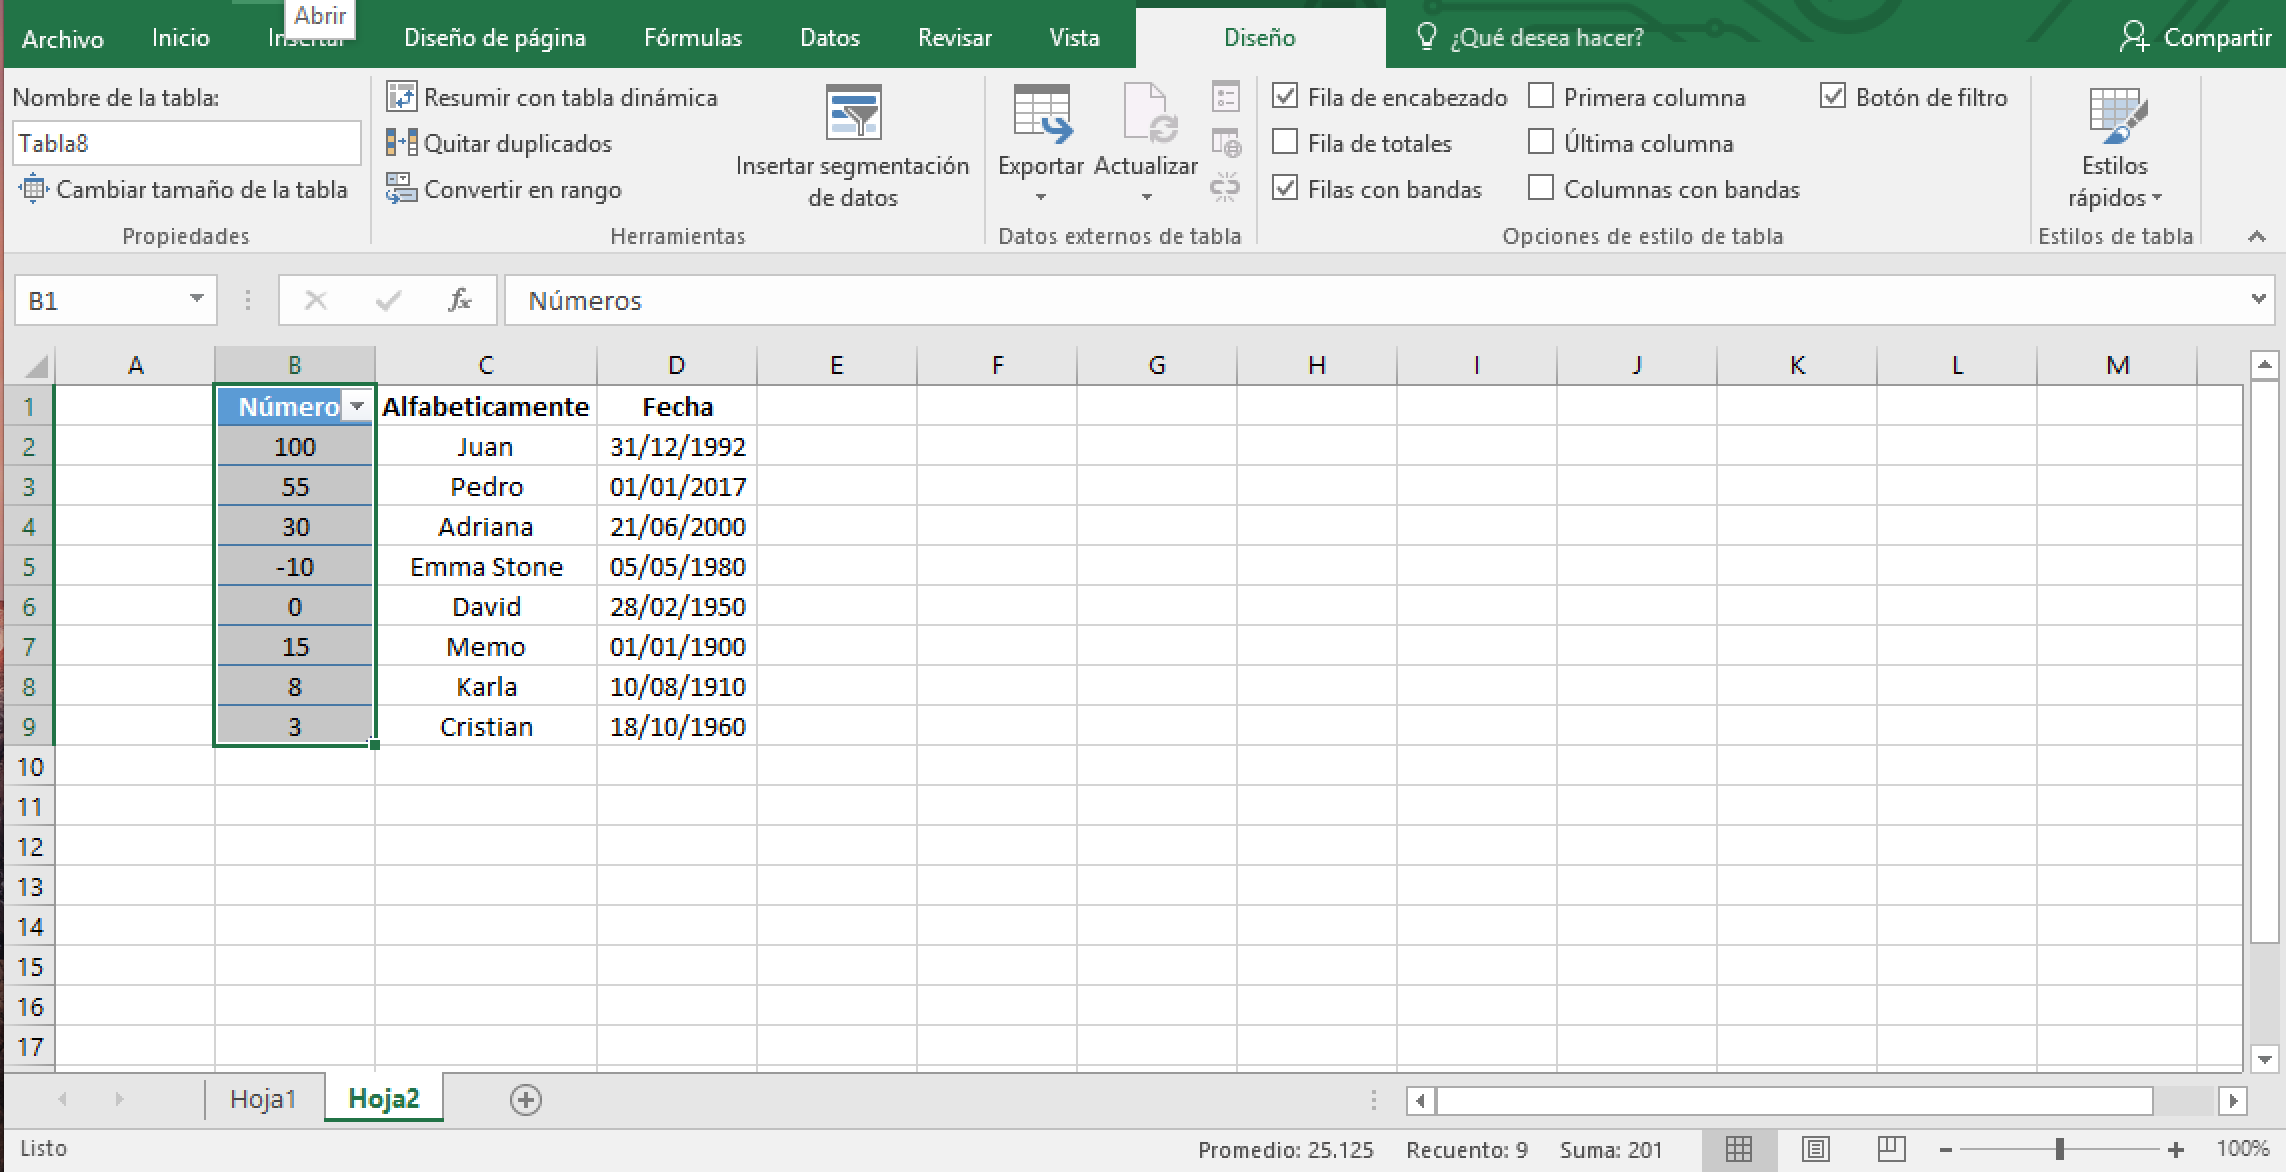 Abrir
Archivo Inicio Insertar Diseño de página Fórmulas Datos Revisar Vista Diseño ¿Qué desea hacer? Compartir
Nombre de la tabla: Resumir con tabla dinámica Fila de encabezado Primera columna Botón de filtro
Tabla8 Quitar duplicados Fila de totales Última columna
Cambiar tamaño de la tabla Convertir en rango Insertar segmentación de datos Exportar Actualizar Filas con bandas Columnas con bandas Estilos rápidos
Propiedades Herramientas Datos externos de tabla Opciones de estilo de tabla Estilos de tabla
B1 fx Números
A B C D E F G H I J K L M
1 Número Alfabeticamente Fecha
2 100 Juan 31/12/1992
3 55 Pedro 01/01/2017
4 30 Adriana 21/06/2000
5 -10 Emma Stone 05/05/1980
6 0 David 28/02/1950
7 15 Memo 01/01/1900
8 8 Karla 10/08/1910
9 3 Cristian 18/10/1960
10
11
12
13
14
15
16
17
Hoja1 Hoja2
Listo Promedio: 25.125 Recuento: 9 Suma: 201 100%